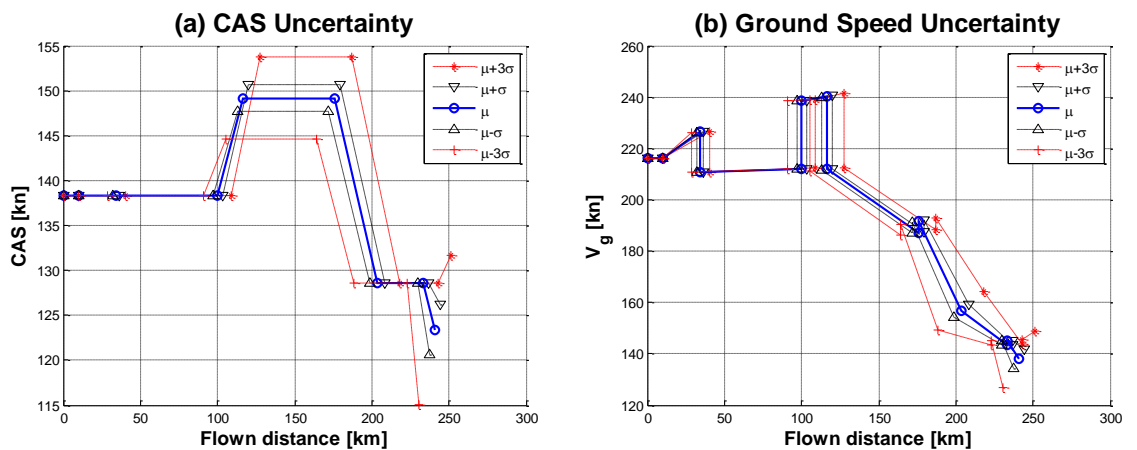 (a) CAS Uncertainty
CAS [kn]
155
150
145
140
135
130
125
120
115
0 50 100 150 200 250 300
Flown distance [km]
μ+3σ
μ+σ
μ
μ-σ
μ-3σ
(b) Ground Speed Uncertainty
V_g [kn]
260
240
220
200
180
160
140
120
0 50 100 150 200 250 300
Flown distance [km]
μ+3σ
μ+σ
μ
μ-σ
μ-3σ